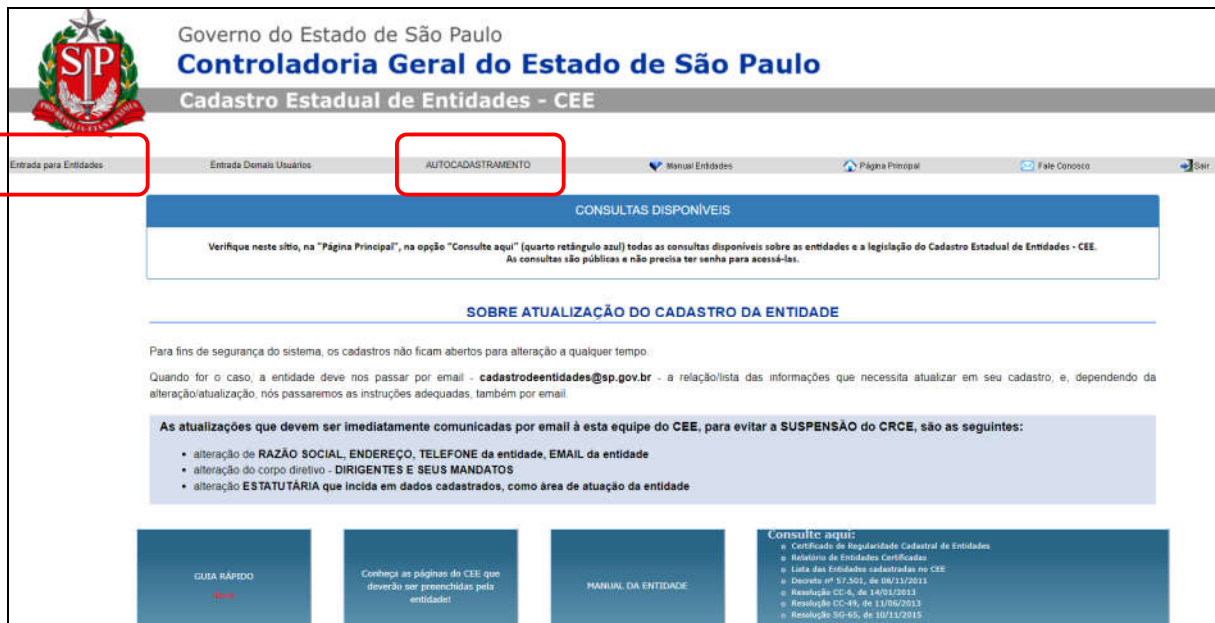 SP
Governo do Estado de São Paulo
Controladoria Geral do Estado de São Paulo
Cadastro Estadual de Entidades - CEE
Entrada para Entidades
Entrada Demais Usuários
AUTOCADASTRAMENTO
Manual Entidades
Página Principal
Fale Conosco
Sair
CONSULTAS DISPONÍVEIS
Verifique neste sítio, na "Página Principal", na opção "Consulte aqui" (quarto retângulo azul) todas as consultas disponíveis sobre as entidades e a legislação do Cadastro Estadual de Entidades - CEE.
As consultas são públicas e não precisa ter senha para acessá-las.
SOBRE ATUALIZAÇÃO DO CADASTRO DA ENTIDADE
Para fins de segurança do sistema, os cadastros não ficam abertos para alteração a qualquer tempo.
Quando for o caso, a entidade deve nos passar por email - cadastrodeentidades@sp.gov.br - a relação/lista das informações que necessita atualizar em seu cadastro, e, dependendo da
alteração/atualização, nós passaremos as instruções adequadas, também por email.
As atualizações que devem ser imediatamente comunicadas por email à esta equipe do CEE, para evitar a SUSPENSÃO do CRCE, são as seguintes:
• alteração de RAZÃO SOCIAL, ENDEREÇO, TELEFONE da entidade, EMAIL da entidade
• alteração do corpo diretivo - DIRIGENTES E SEUS MANDATOS
• alteração ESTATUTÁRIA que incida em dados cadastrados, como área de atuação da entidade
GUIA RÁPIDO
Conheça as páginas do CEE que
deverão ser preenchidas pela
entidade!
MANUAL DA ENTIDADE
Consulte aqui:
Certificado de Regularidade Cadastral de Entidades
Relatório de Entidades Certificadas
Lista das Entidades cadastradas no CEE
Decreto nº 57.501, de 08/11/2011
Resolução CC-6, de 14/01/2013
Resolução CC-49, de 11/06/2013
Resolução SG-65, de 10/11/2015